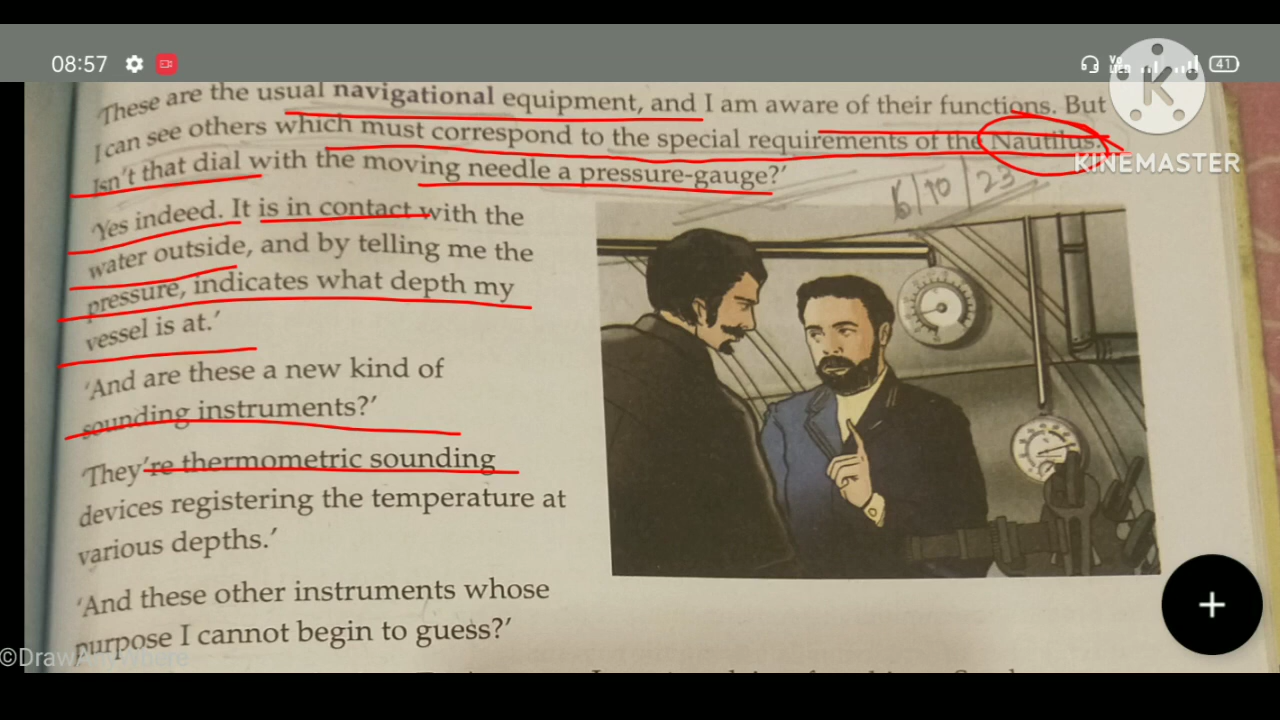 08:57
Vo
41
KINEMASTER
'These are the usual navigational equipment, and I am aware of their functions. But
I can see others which must correspond to the special requirements of the Nautilus.
Isn't that dial with the moving needle a pressure-gauge?'
6/10/23
'Yes indeed. It is in contact with the
water outside, and by telling me the
pressure, indicates what depth my
vessel is at.'
'And are these a new kind of
sounding instruments?'
'They're thermometric sounding
devices registering the temperature at
various depths.'
'And these other instruments whose
purpose I cannot begin to guess?'
©DrawAnywhere